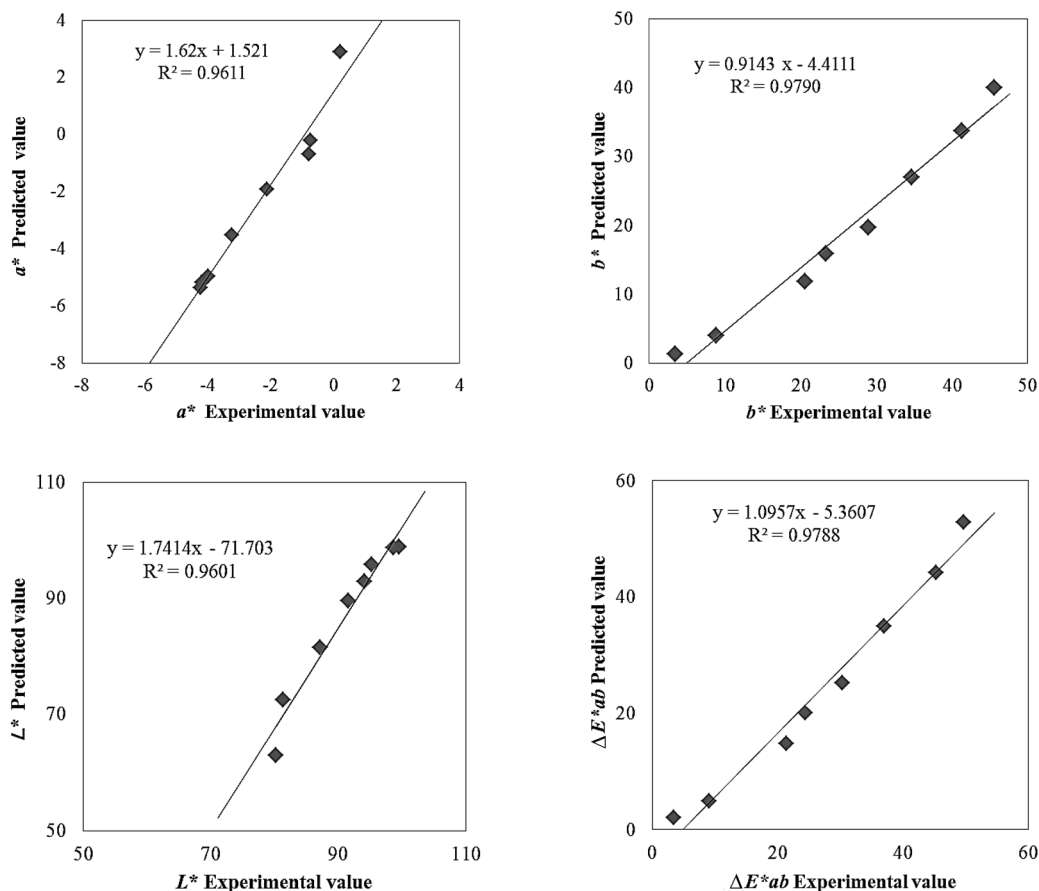 4
2
0
-2
-4
-6
-8
y = 1.62x + 1.521
R² = 0.9611
a* Predicted value
-8 -6 -4 -2 0 2 4
a* Experimental value
50
40
30
20
10
0
y = 0.9143 x - 4.4111
R² = 0.9790
b* Predicted value
0 10 20 30 40 50
b* Experimental value
110
90
70
50
y = 1.7414x - 71.703
R² = 0.9601
L* Predicted value
50 70 90 110
L* Experimental value
60
40
20
0
y = 1.0957x - 5.3607
R² = 0.9788
ΔE*ab Predicted value
0 20 40 60
ΔE*ab Experimental value